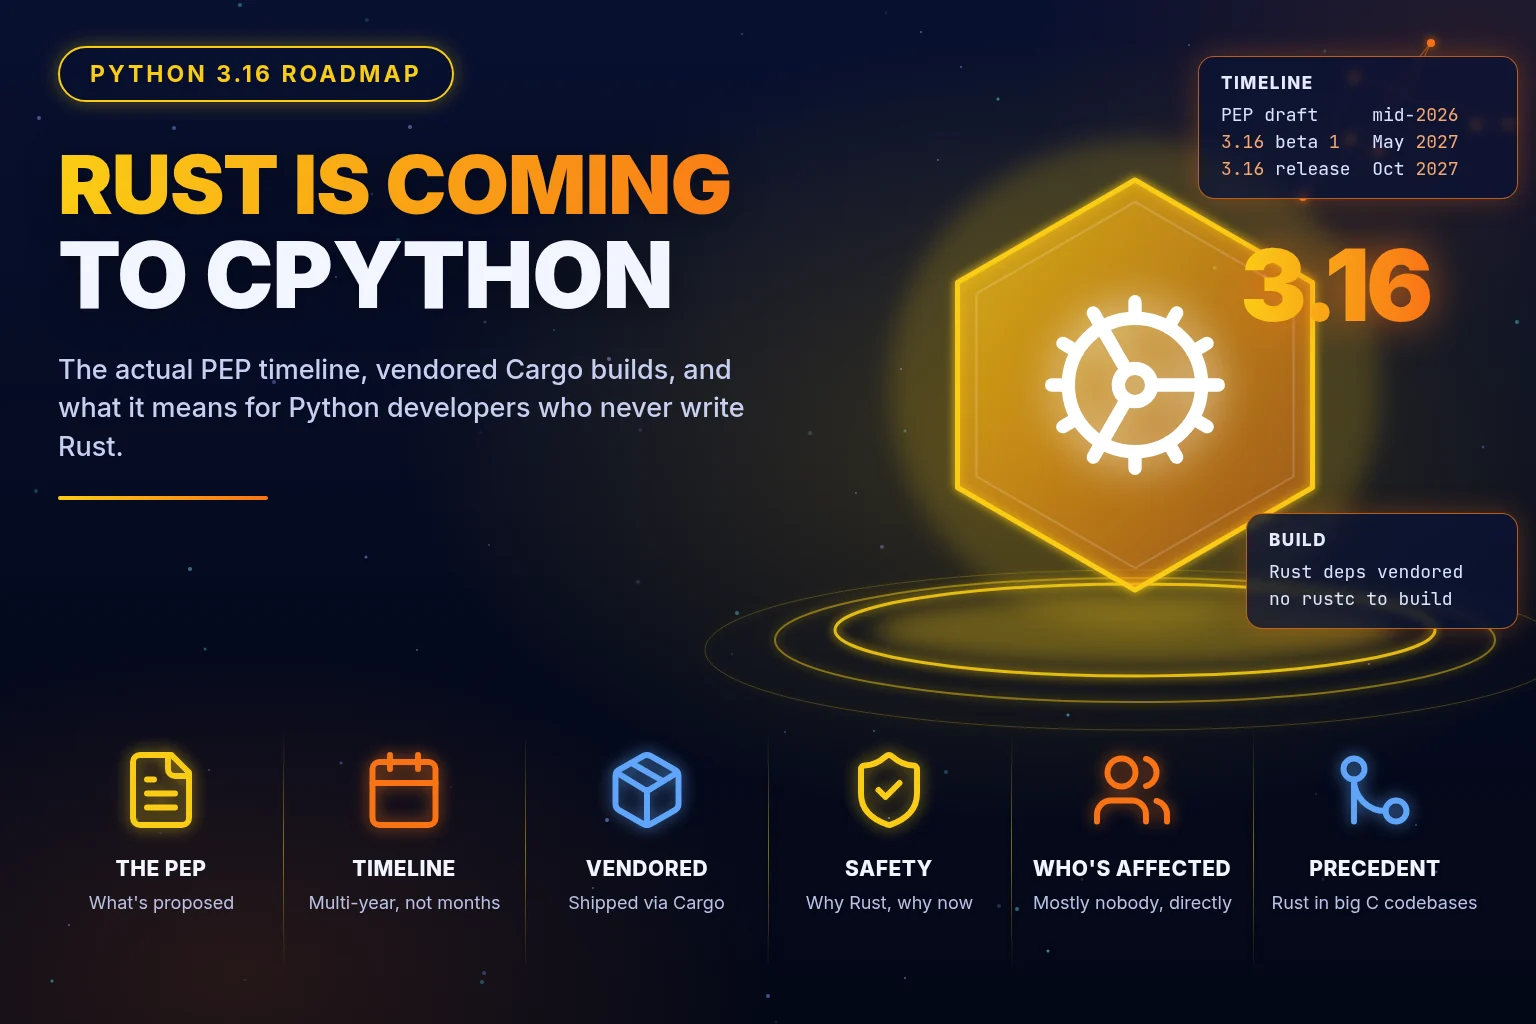 PYTHON 3.16 ROADMAP
RUST IS COMING
TO CPYTHON
The actual PEP timeline, vendored Cargo builds, and
what it means for Python developers who never write
Rust.
TIMELINE
PEP draft mid-2026
3.16 beta 1 May 2027
3.16 release Oct 2027
3.16
BUILD
Rust deps vendored
no rustc to build
THE PEP
What's proposed
TIMELINE
Multi-year, not months
VENDORED
Shipped via Cargo
SAFETY
Why Rust, why now
WHO'S AFFECTED
Mostly nobody, directly
PRECEDENT
Rust in big C codebases